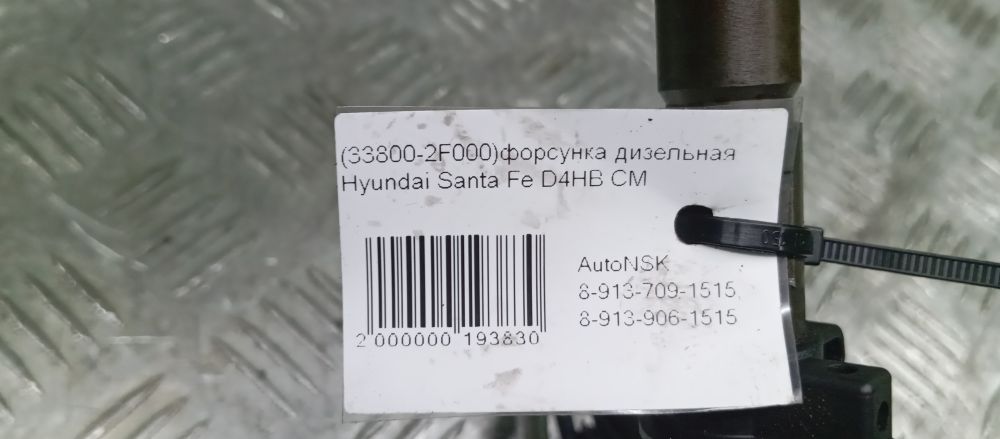 (33800-2F000)форсунка дизельная
Hyundai Santa Fe D4HB CM
AutoNSK
8-913-709-1515,
8-913-906-1515
2 000000 193830